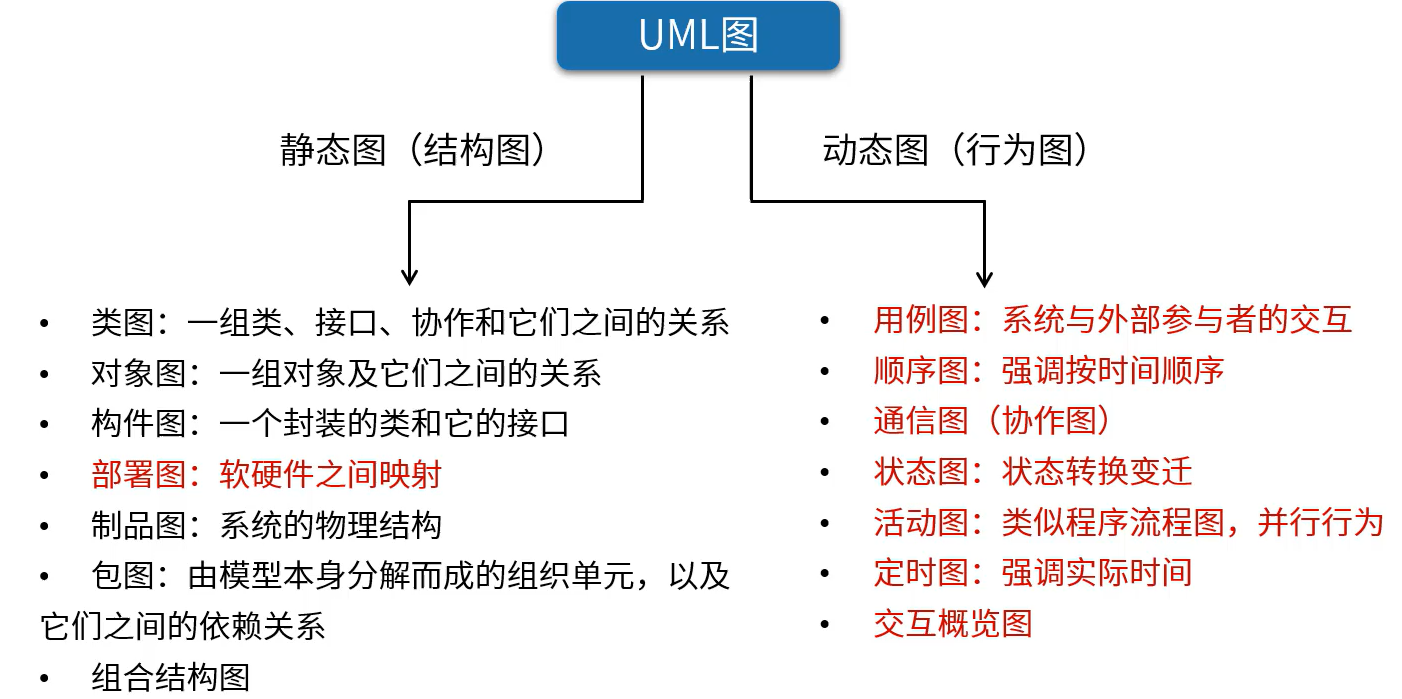 UML图
静态图（结构图）
动态图（行为图）
• 类图：一组类、接口、协作和它们之间的关系
• 对象图：一组对象及它们之间的关系
• 构件图：一个封装的类和它的接口
• 部署图：软硬件之间映射
• 制品图：系统的物理结构
• 包图：由模型本身分解而成的组织单元，以及
它们之间的依赖关系
• 组合结构图
• 用例图：系统与外部参与者的交互
• 顺序图：强调按时间顺序
• 通信图（协作图）
• 状态图：状态转换变迁
• 活动图：类似程序流程图，并行行为
• 定时图：强调实际时间
• 交互概览图